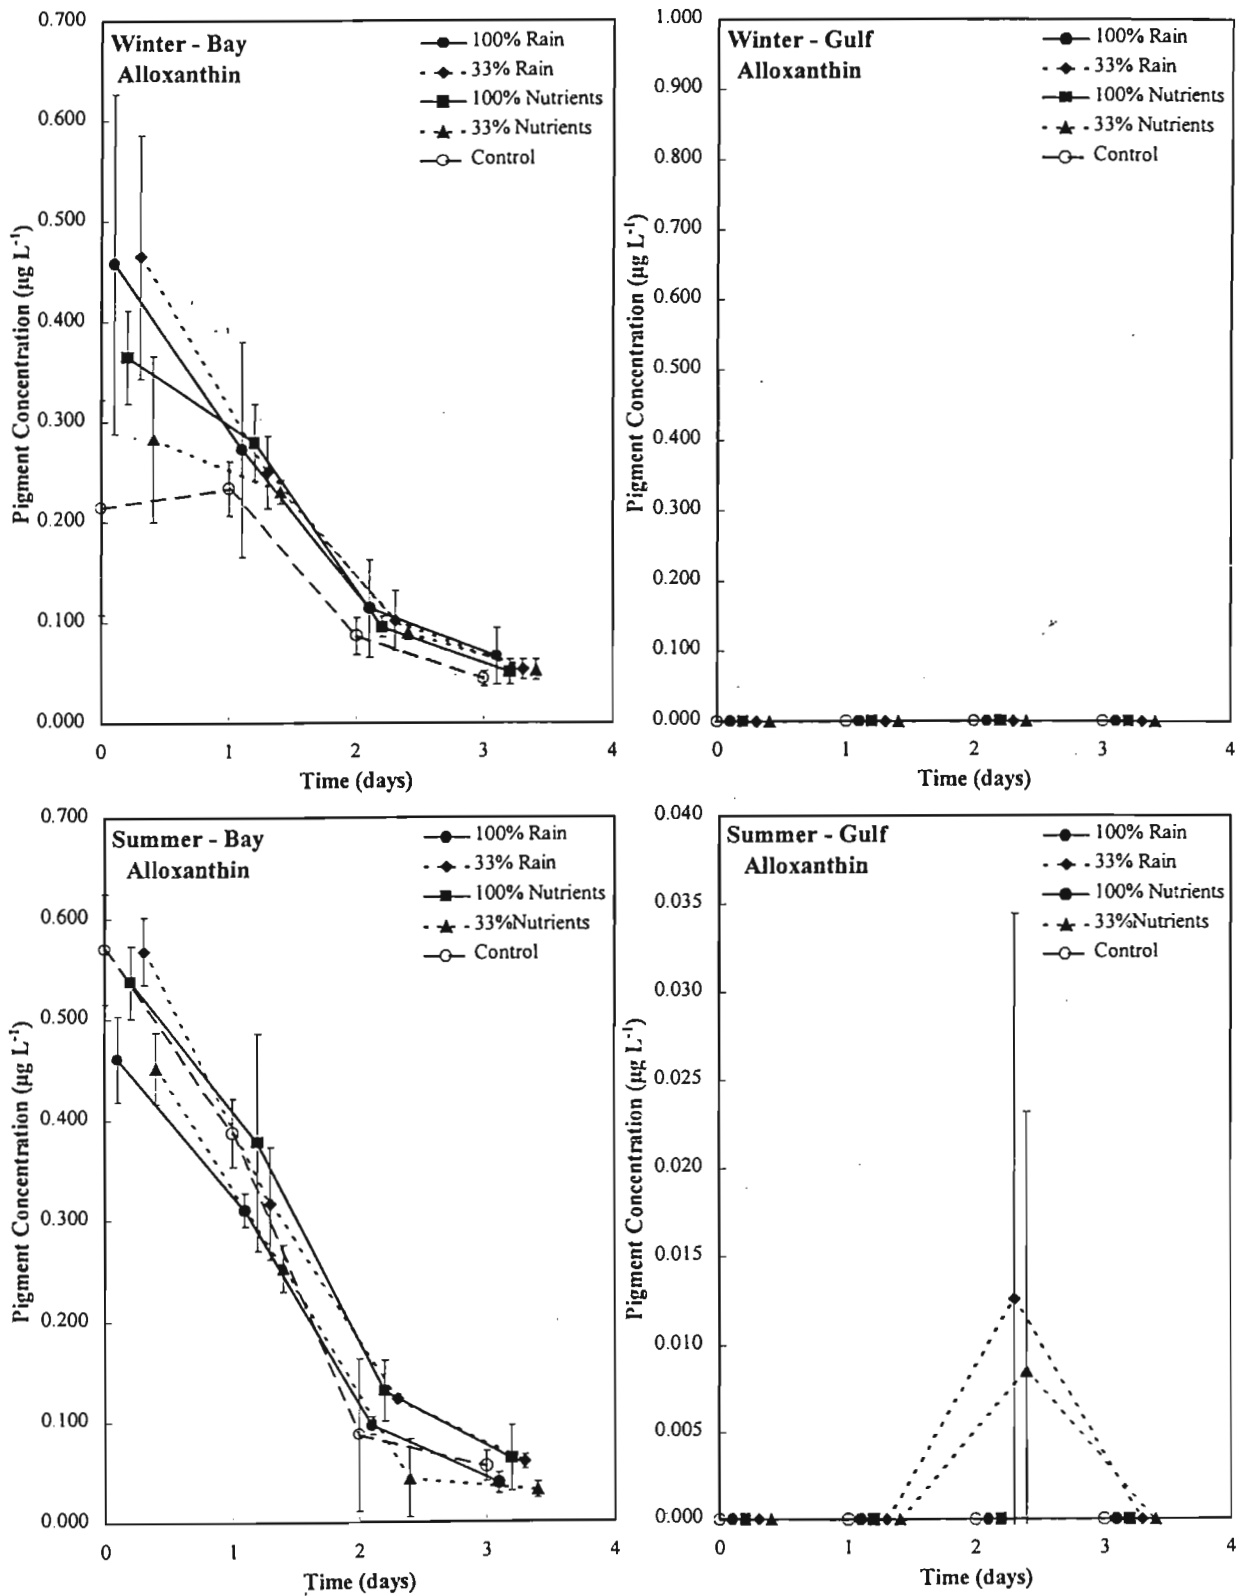 Winter - Bay
Alloxanthin
100% Rain
33% Rain
100% Nutrients
33% Nutrients
Control
0.700
0.600
0.500
0.400
0.300
0.200
0.100
0.000
Pigment Concentration (µg L⁻¹)
0 1 2 3 4
Time (days)
Winter - Gulf
Alloxanthin
100% Rain
33% Rain
100% Nutrients
33% Nutrients
Control
1.000
0.900
0.800
0.700
0.600
0.500
0.400
0.300
0.200
0.100
0.000
Pigment Concentration (µg L⁻¹)
0 1 2 3 4
Time (days)
Summer - Bay
Alloxanthin
100% Rain
33% Rain
100% Nutrients
33%Nutrients
Control
0.700
0.600
0.500
0.400
0.300
0.200
0.100
0.000
Pigment Concentration (µg L⁻¹)
0 1 2 3 4
Time (days)
Summer - Gulf
Alloxanthin
100% Rain
33% Rain
100% Nutrients
33%Nutrients
Control
0.040
0.035
0.030
0.025
0.020
0.015
0.010
0.005
0.000
Pigment Concentration (µg L⁻¹)
0 1 2 3 4
Time (days)